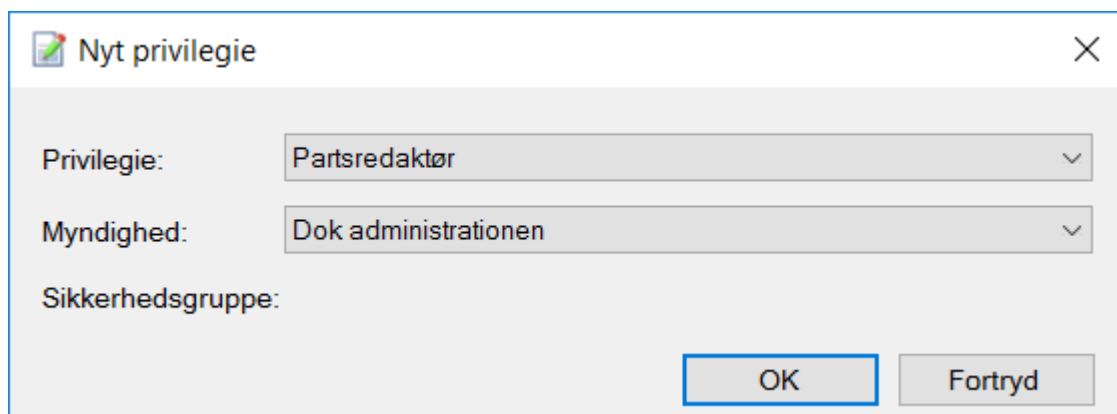 Nyt privilegie
Privilegie: Partsredaktør
Myndighed: Dok administrationen
Sikkerhedsgruppe:
OK Fortryd